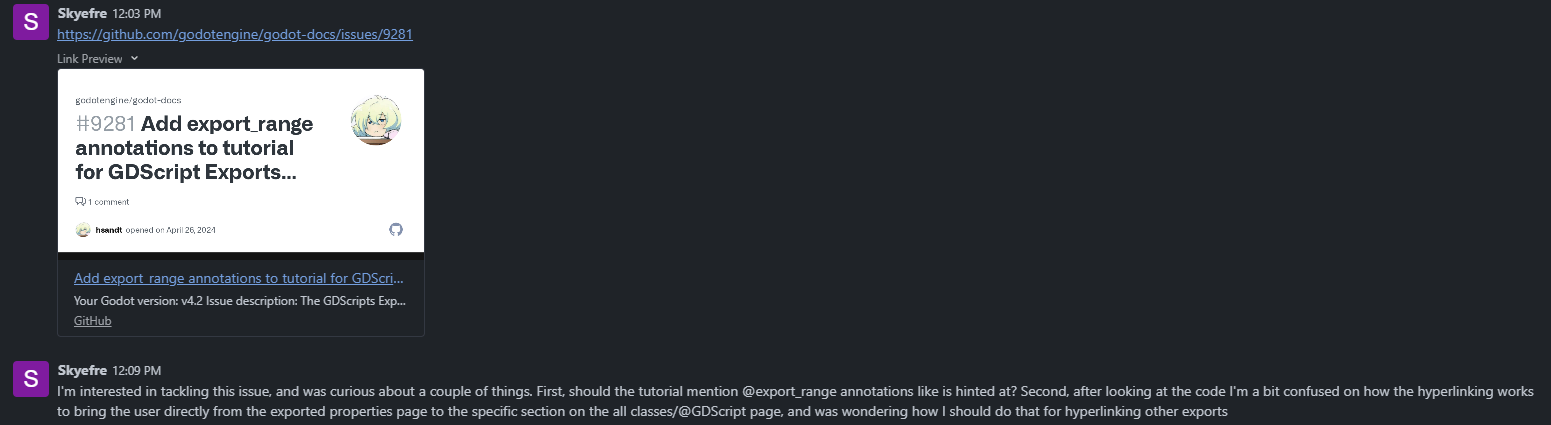 S
Skyefre 12:03 PM
https://github.com/godotengine/godot-docs/issues/9281
Link Preview
godotengine/godot-docs
#9281 Add export_range
annotations to tutorial
for GDScript Exports...
1 comment
hsandt opened on April 26, 2024
Add export_range annotations to tutorial for GDScri...
Your Godot version: v4.2 Issue description: The GDScripts Exp...
GitHub
S
Skyefre 12:09 PM
I'm interested in tackling this issue, and was curious about a couple of things. First, should the tutorial mention @export_range annotations like is hinted at? Second, after looking at the code I'm a bit confused on how the hyperlinking works
to bring the user directly from the exported properties page to the specific section on the all classes/@GDScript page, and was wondering how I should do that for hyperlinking other exports